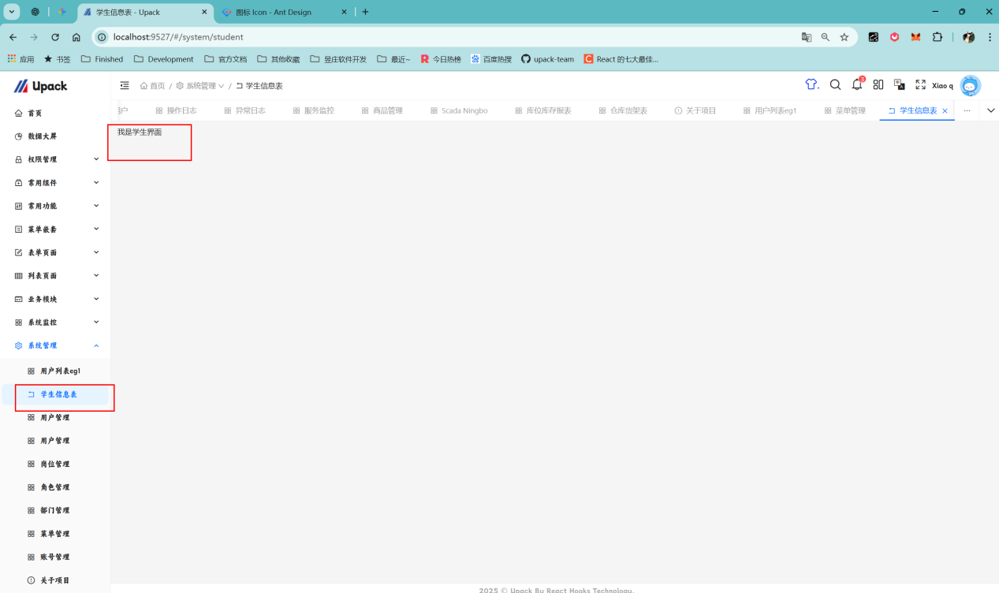 学生信息表 - Upack
图标 Icon - Ant Design
localhost:9527/#/system/student
应用 书签 Finished Development 官方文档 其他收藏 昱庄软件开发 最近~ 今日热榜 百度热搜 upack-team React 的七大最佳...
Upack
首页 / 系统管理 / 学生信息表
3
Xiao q
用户 操作日志 异常日志 服务监控 商品管理 Scada Ningbo 库位库存报表 仓库货架表 关于项目 用户列表eg1 菜单管理 学生信息表 ...
首页
数据大屏
权限管理
常用组件
常用功能
菜单嵌套
表单页面
列表页面
业务模块
系统监控
系统管理
用户列表eg1
学生信息表
用户管理
用户管理
岗位管理
角色管理
部门管理
菜单管理
账号管理
关于项目
我是学生界面
2025 © Upack By React Hooks Technology.